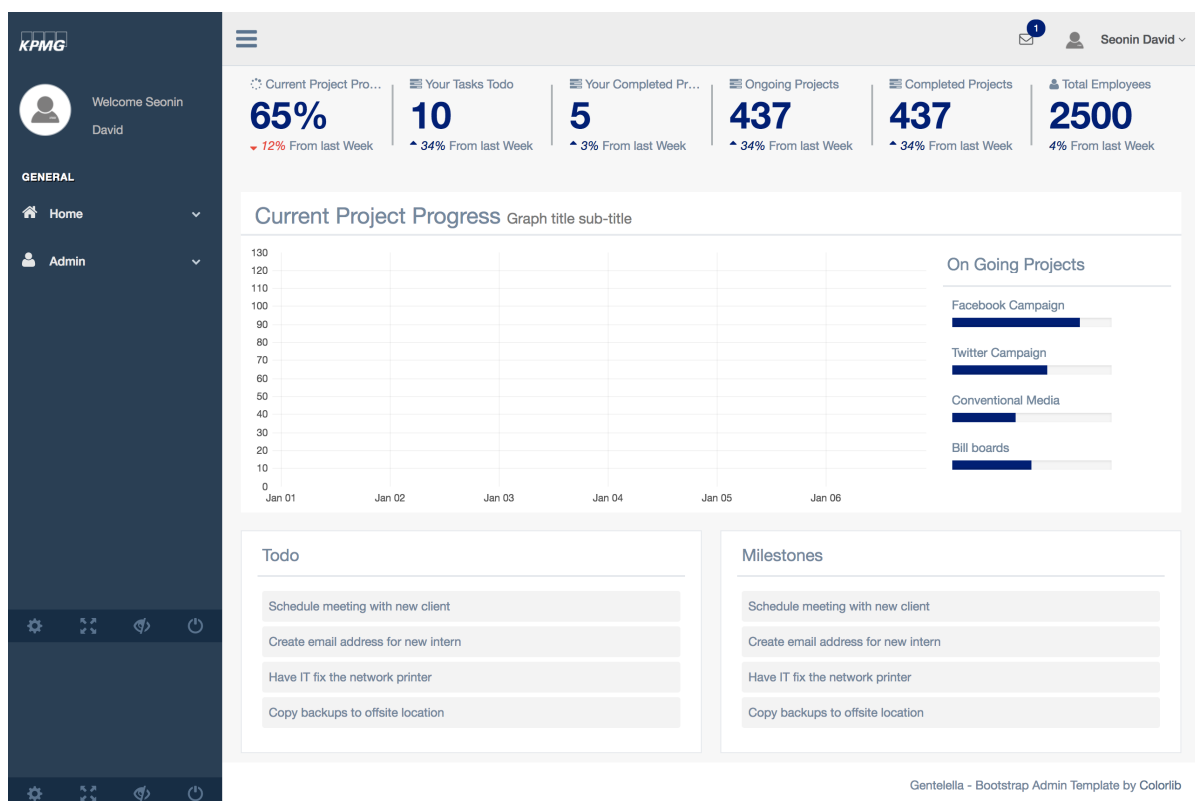 KPMG
1
Seonin David
Welcome Seonin
David
GENERAL
Home
Admin
Current Project Pro...
65%
12% From last Week
Your Tasks Todo
10
34% From last Week
Your Completed Pr...
5
3% From last Week
Ongoing Projects
437
34% From last Week
Completed Projects
437
34% From last Week
Total Employees
2500
4% From last Week
Current Project Progress Graph title sub-title
130
120
110
100
90
80
70
60
50
40
30
20
10
0
Jan 01 Jan 02 Jan 03 Jan 04 Jan 05 Jan 06
On Going Projects
Facebook Campaign
Twitter Campaign
Conventional Media
Bill boards
Todo
Schedule meeting with new client
Create email address for new intern
Have IT fix the network printer
Copy backups to offsite location
Milestones
Schedule meeting with new client
Create email address for new intern
Have IT fix the network printer
Copy backups to offsite location
Gentelella - Bootstrap Admin Template by Colorlib